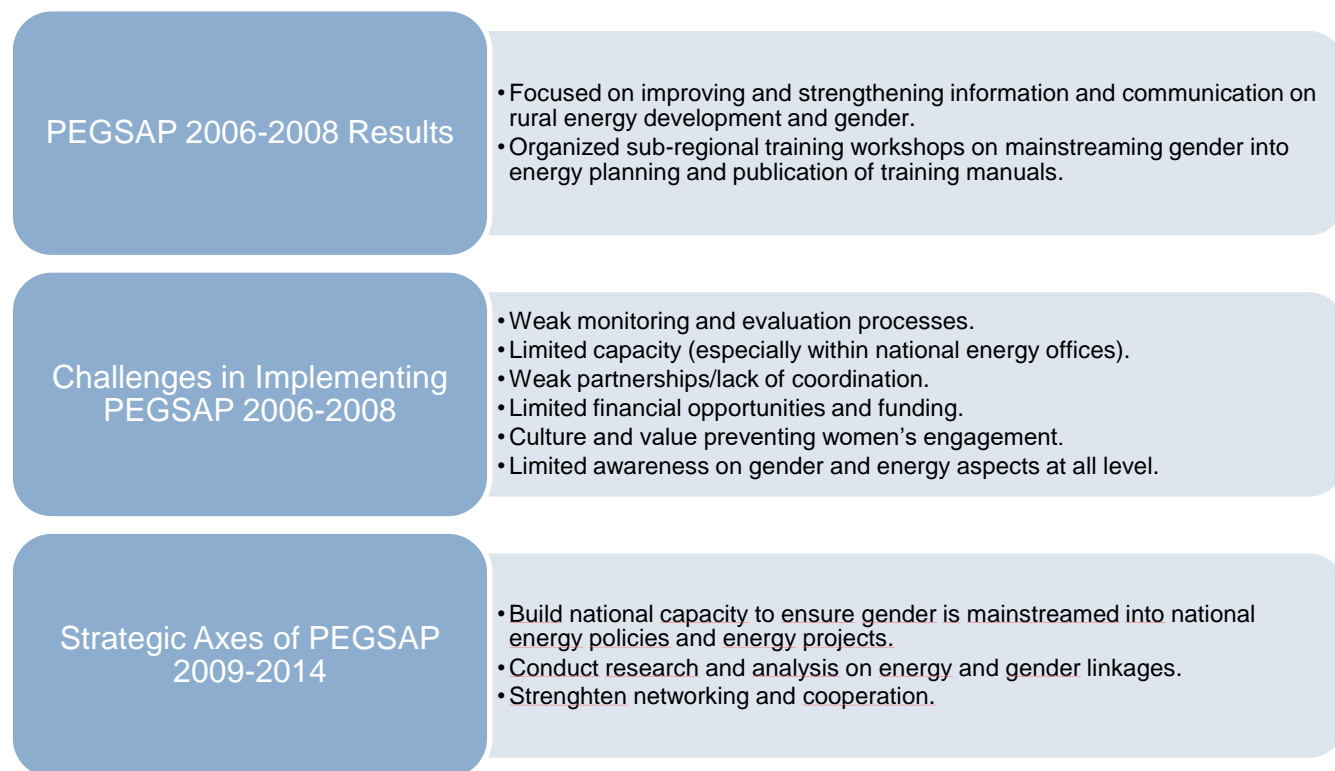 PEGSAP 2006-2008 Results
• Focused on improving and strengthening information and communication on
rural energy development and gender.
• Organized sub-regional training workshops on mainstreaming gender into
energy planning and publication of training manuals.
Challenges in Implementing
PEGSAP 2006-2008
• Weak monitoring and evaluation processes.
• Limited capacity (especially within national energy offices).
• Weak partnerships/lack of coordination.
• Limited financial opportunities and funding.
• Culture and value preventing women’s engagement.
• Limited awareness on gender and energy aspects at all level.
Strategic Axes of PEGSAP
2009-2014
• Build national capacity to ensure gender is mainstreamed into national
energy policies and energy projects.
• Conduct research and analysis on energy and gender linkages.
• Strenghten networking and cooperation.